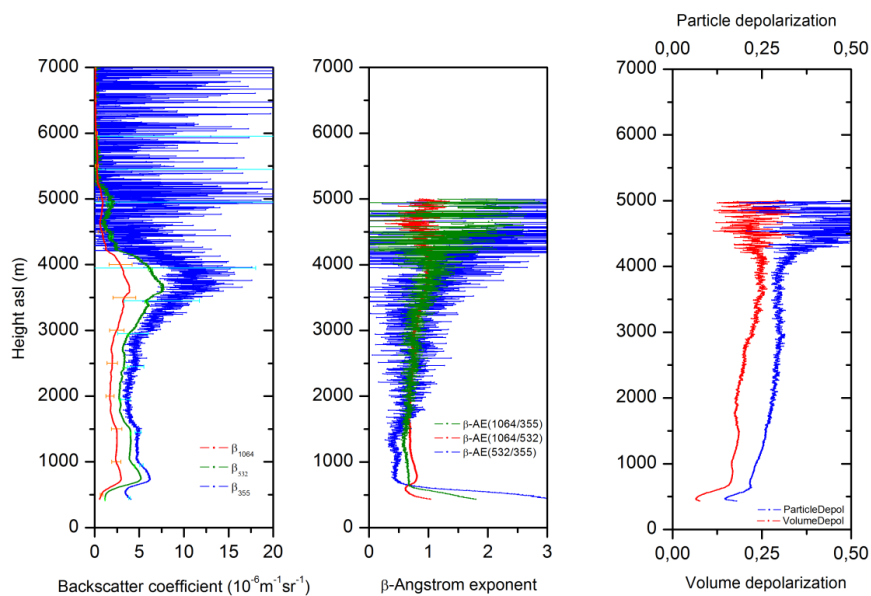 Particle depolarization
0,00 0,25 0,50
7000 7000 7000
6000 6000 6000
5000 5000 5000
4000 4000 4000
3000 3000 3000
2000 2000 2000
1000 1000 1000
0 0 0
Height asl (m)
β1064
β532
β355
β-AE(1064/355)
β-AE(1064/532)
β-AE(532/355)
ParticleDepol
VolumeDepol
0 5 10 15 20
0 1 2 3
0,00 0,25 0,50
Backscatter coefficient (10⁻⁶m⁻¹sr⁻¹)
β-Angstrom exponent
Volume depolarization